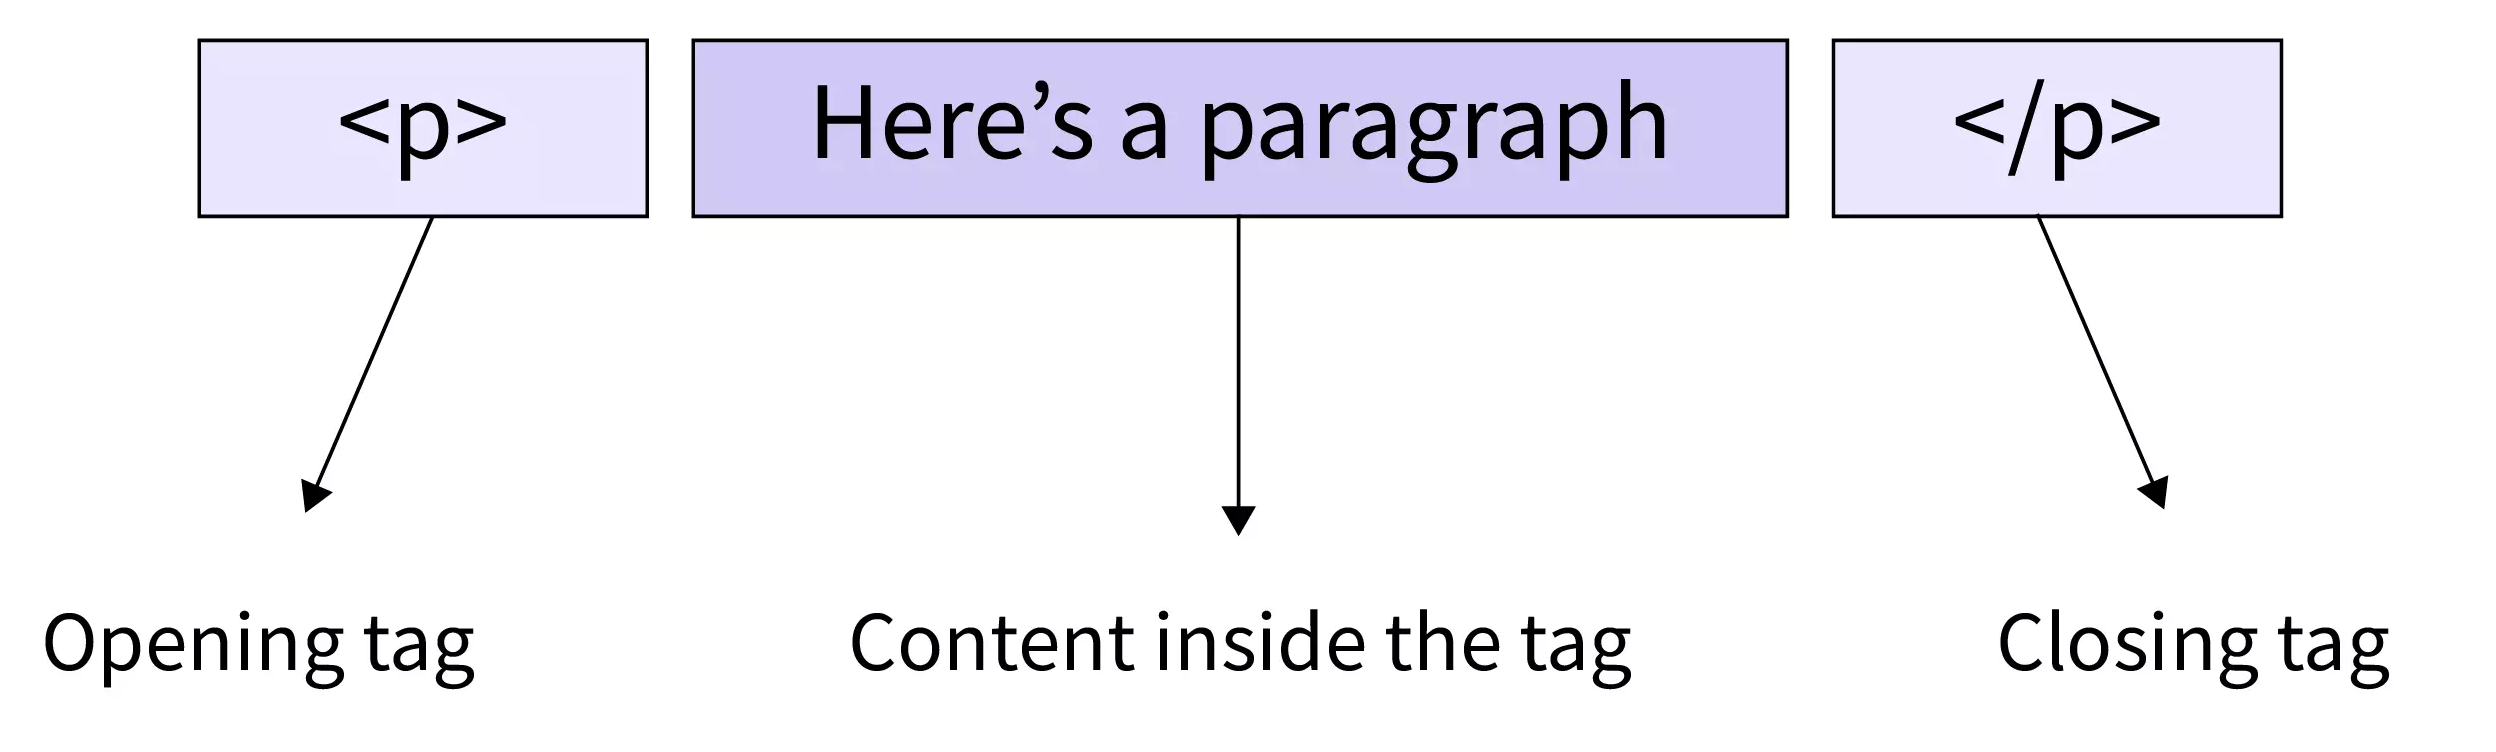 <p> Here’s a paragraph </p>
Opening tag Content inside the tag Closing tag